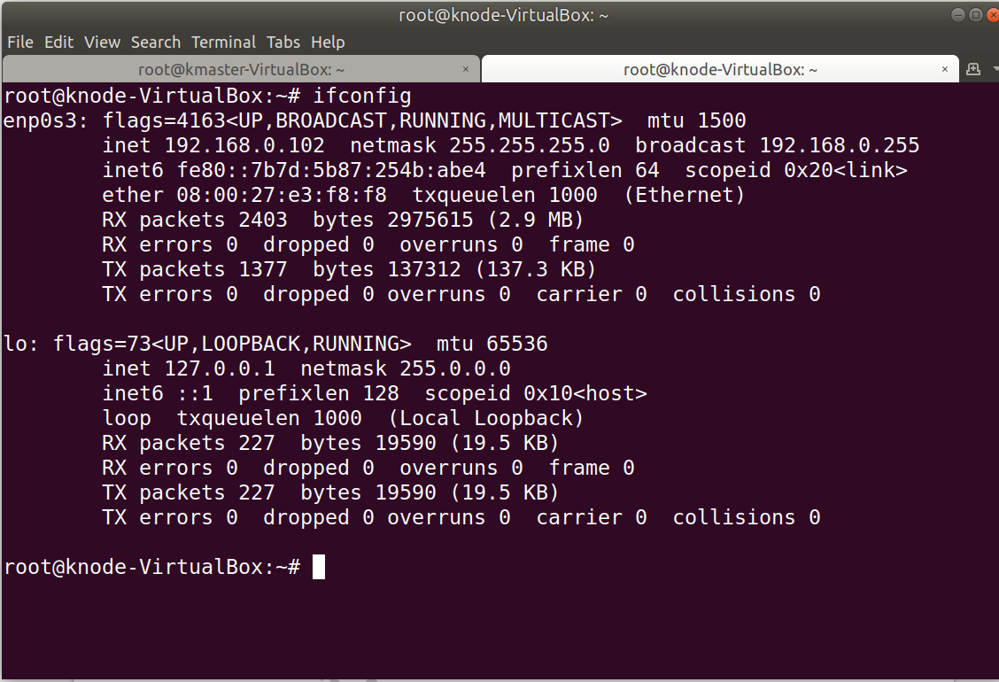 root@knode-VirtualBox: ~
File Edit View Search Terminal Tabs Help
root@kmaster-VirtualBox: ~ × root@knode-VirtualBox: ~ ×
root@knode-VirtualBox:~# ifconfig
enp0s3: flags=4163<UP,BROADCAST,RUNNING,MULTICAST>  mtu 1500
        inet 192.168.0.102  netmask 255.255.255.0  broadcast 192.168.0.255
        inet6 fe80::7b7d:5b87:254b:abe4  prefixlen 64  scopeid 0x20<link>
        ether 08:00:27:e3:f8:f8  txqueuelen 1000  (Ethernet)
        RX packets 2403  bytes 2975615 (2.9 MB)
        RX errors 0  dropped 0  overruns 0  frame 0
        TX packets 1377  bytes 137312 (137.3 KB)
        TX errors 0  dropped 0 overruns 0  carrier 0  collisions 0

lo: flags=73<UP,LOOPBACK,RUNNING>  mtu 65536
        inet 127.0.0.1  netmask 255.0.0.0
        inet6 ::1  prefixlen 128  scopeid 0x10<host>
        loop  txqueuelen 1000  (Local Loopback)
        RX packets 227  bytes 19590 (19.5 KB)
        RX errors 0  dropped 0  overruns 0  frame 0
        TX packets 227  bytes 19590 (19.5 KB)
        TX errors 0  dropped 0 overruns 0  carrier 0  collisions 0

root@knode-VirtualBox:~#